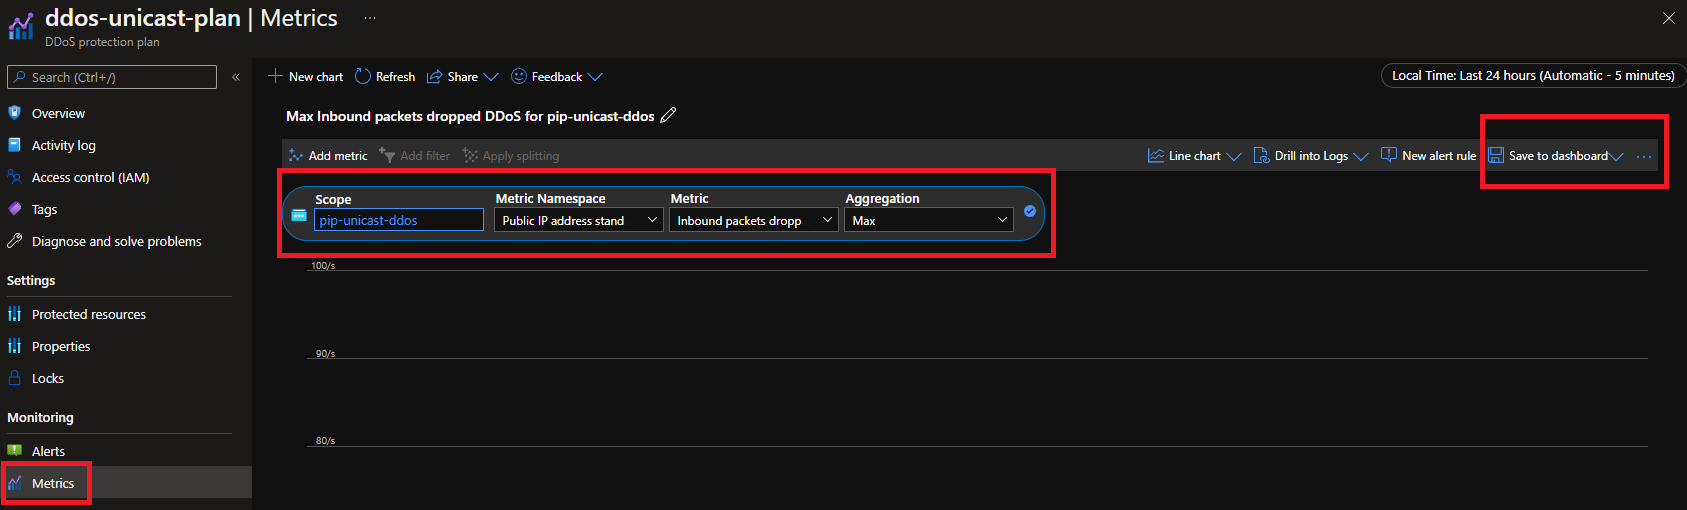 ddos-unicast-plan | Metrics ...
DDoS protection plan
Search (Ctrl+/)
«
Overview
Activity log
Access control (IAM)
Tags
Diagnose and solve problems
Settings
Protected resources
Properties
Locks
Monitoring
Alerts
Metrics
New chart Refresh Share Feedback
Local Time: Last 24 hours (Automatic - 5 minutes)
Max Inbound packets dropped DDoS for pip-unicast-ddos
Add metric Add filter Apply splitting Line chart Drill into Logs New alert rule Save to dashboard ...
Scope Metric Namespace Metric Aggregation
pip-unicast-ddos Public IP address stand Inbound packets dropp Max
100/s
90/s
80/s